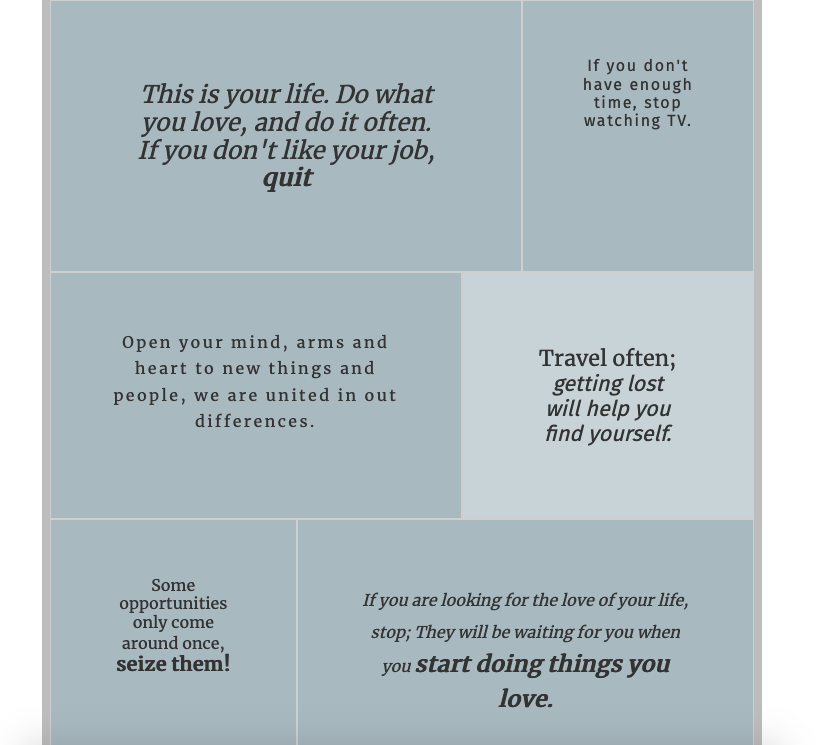 This is your life. Do what
you love, and do it often.
If you don't like your job,
quit
If you don't
have enough
time, stop
watching TV.
Open your mind, arms and
heart to new things and
people, we are united in out
differences.
Travel often;
getting lost
will help you
find yourself.
Some
opportunities
only come
around once,
seize them!
If you are looking for the love of your life,
stop; They will be waiting for you when
you start doing things you
love.